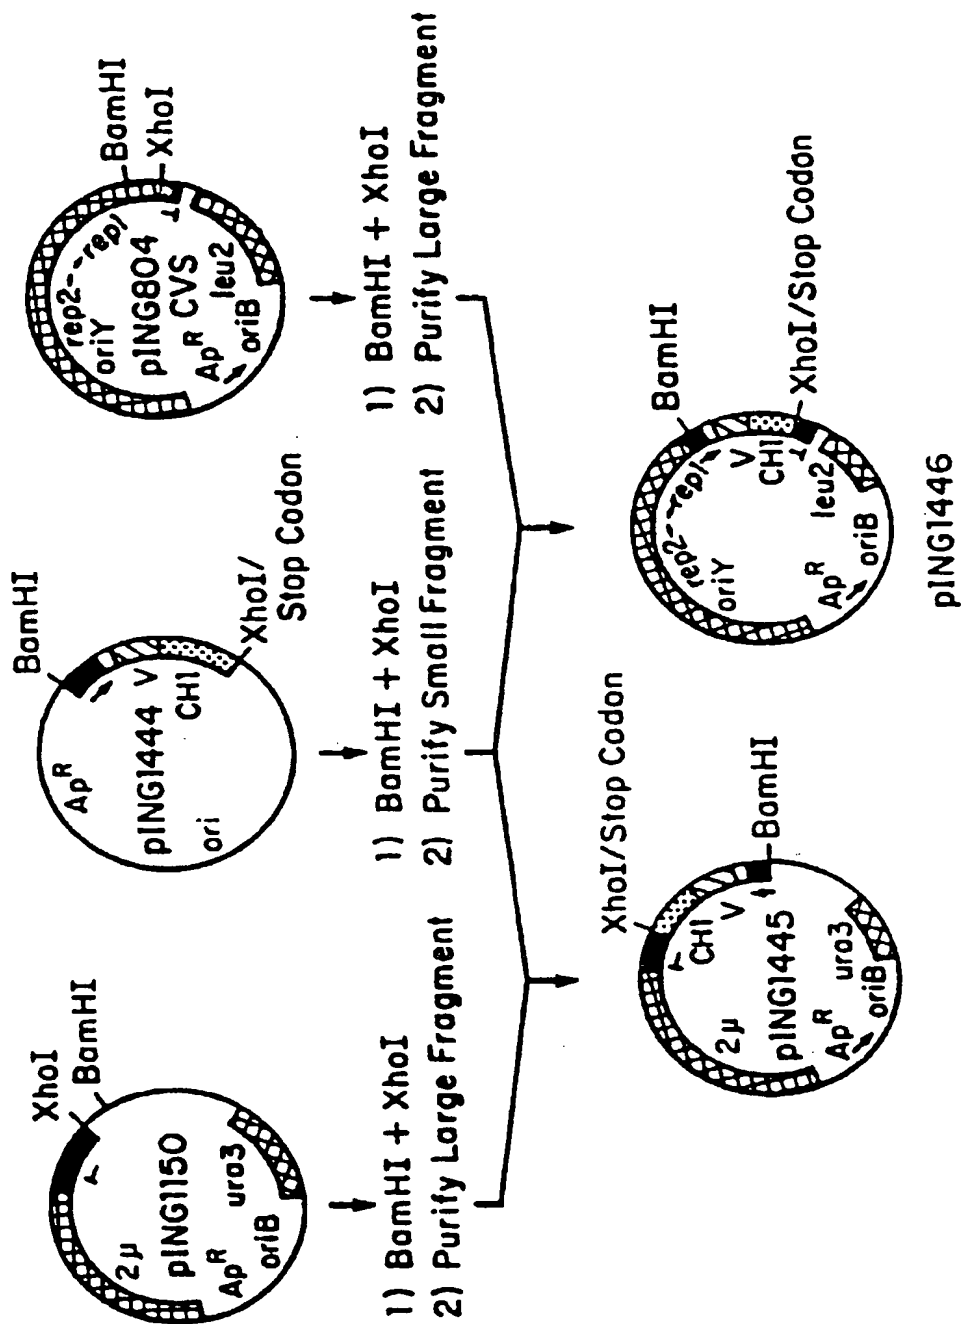 XhoI
BamHI
2μ
pING1150
Ap^R
ura3
oriB
1) BamHI + XhoI
2) Purify Large Fragment
BamHI
Ap^R
pING1444
V
CH1
ori
XhoI/
Stop Codon
1) BamHI + XhoI
2) Purify Small Fragment
rep2---rep1
BamHI
XhoI
oriY
pING804
CVS
Ap^R
leu2
oriB
1) BamHI + XhoI
2) Purify Large Fragment
XhoI/Stop Codon
CH1
V
BamHI
2μ
pING1445
Ap^R
ura3
oriB
BamHI
rep2---rep1
oriY
V
CH1
XhoI/Stop Codon
leu2
Ap^R
oriB
pING1446